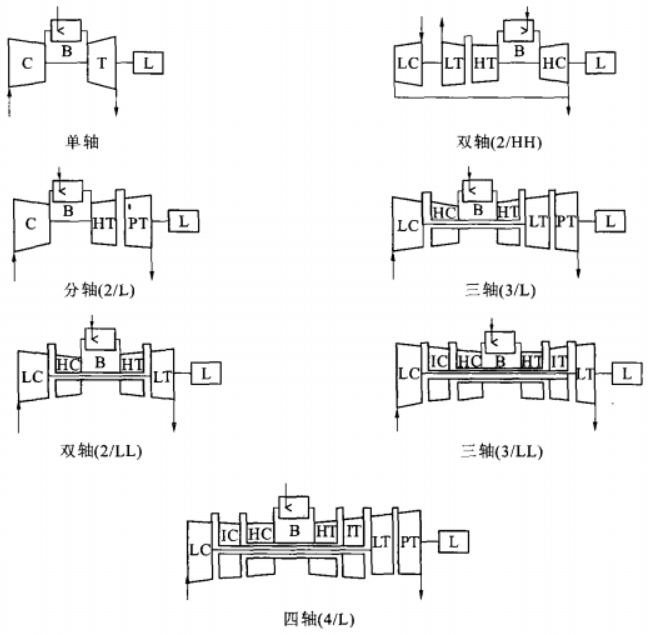 C B T L
单轴
LC LT HT B HC L
双轴(2/HH)
C B HT PT L
分轴(2/L)
LC HC B HT LT PT L
三轴(3/L)
LC HC B HT LT L
双轴(2/LL)
LC IC HC B HT IT LT L
三轴(3/LL)
LC IC HC B HT IT LT PT L
四轴(4/L)